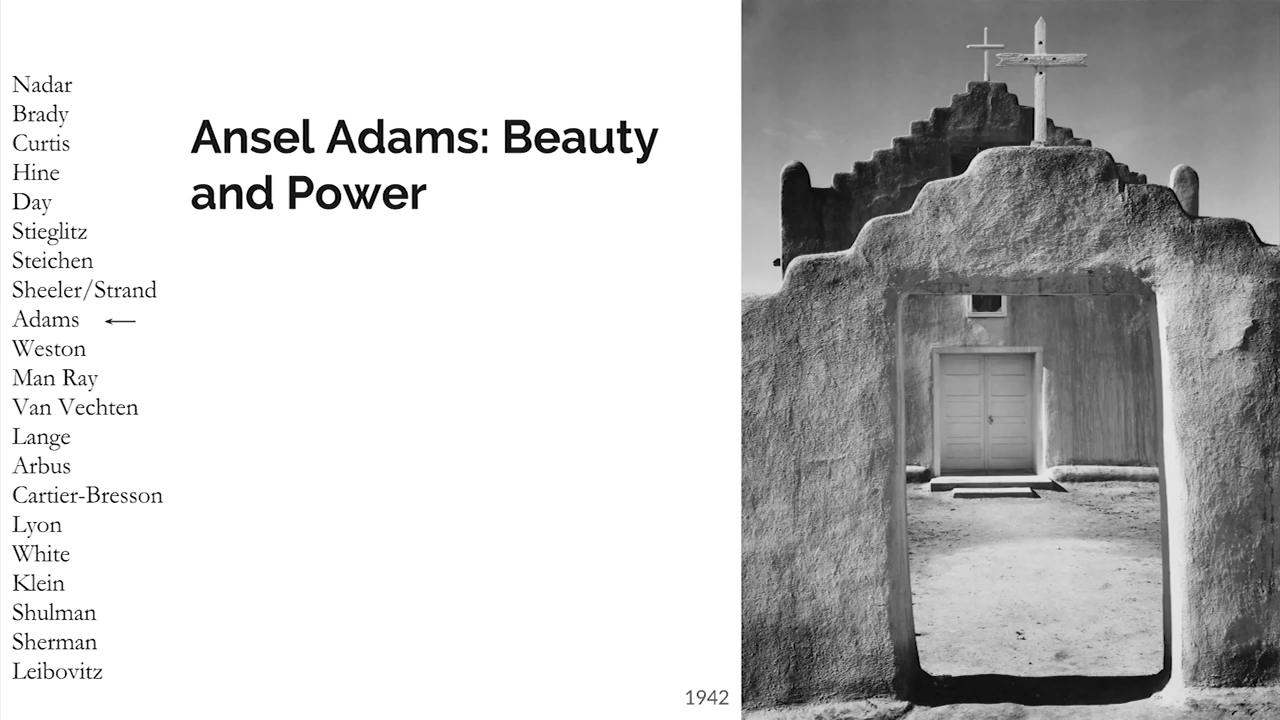 Nadar
Brady
Curtis
Hine
Day
Stieglitz
Steichen
Sheeler/Strand
Adams ←
Weston
Man Ray
Van Vechten
Lange
Arbus
Cartier-Bresson
Lyon
White
Klein
Shulman
Sherman
Leibovitz
Ansel Adams: Beauty
and Power
1942